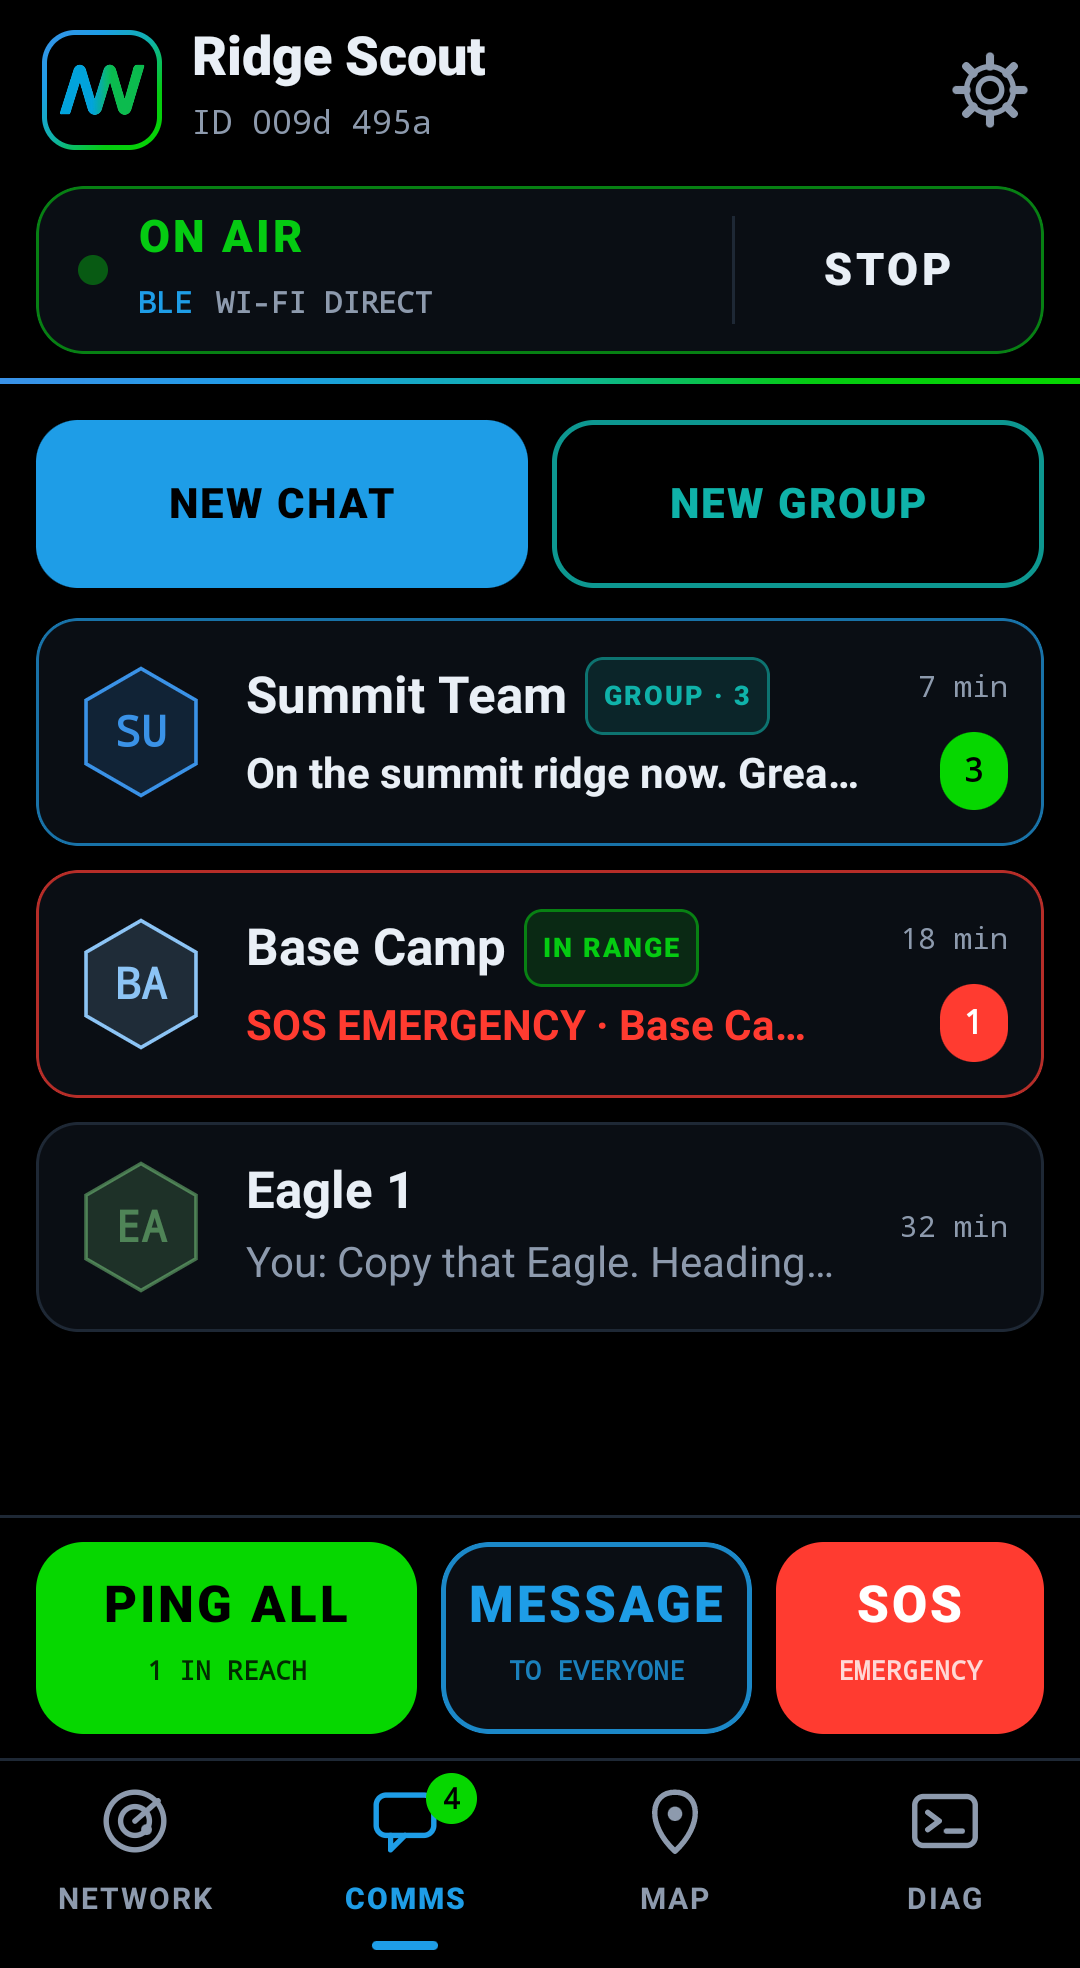 Ridge Scout
ID 009d 495a
ON AIR
BLE WI-FI DIRECT
STOP
NEW CHAT
NEW GROUP
SU
Summit Team
GROUP · 3
7 min
On the summit ridge now. Grea…
3
BA
Base Camp
IN RANGE
18 min
SOS EMERGENCY · Base Ca…
1
EA
Eagle 1
32 min
You: Copy that Eagle. Heading…
PING ALL
1 IN REACH
MESSAGE
TO EVERYONE
SOS
EMERGENCY
4
NETWORK
COMMS
MAP
DIAG